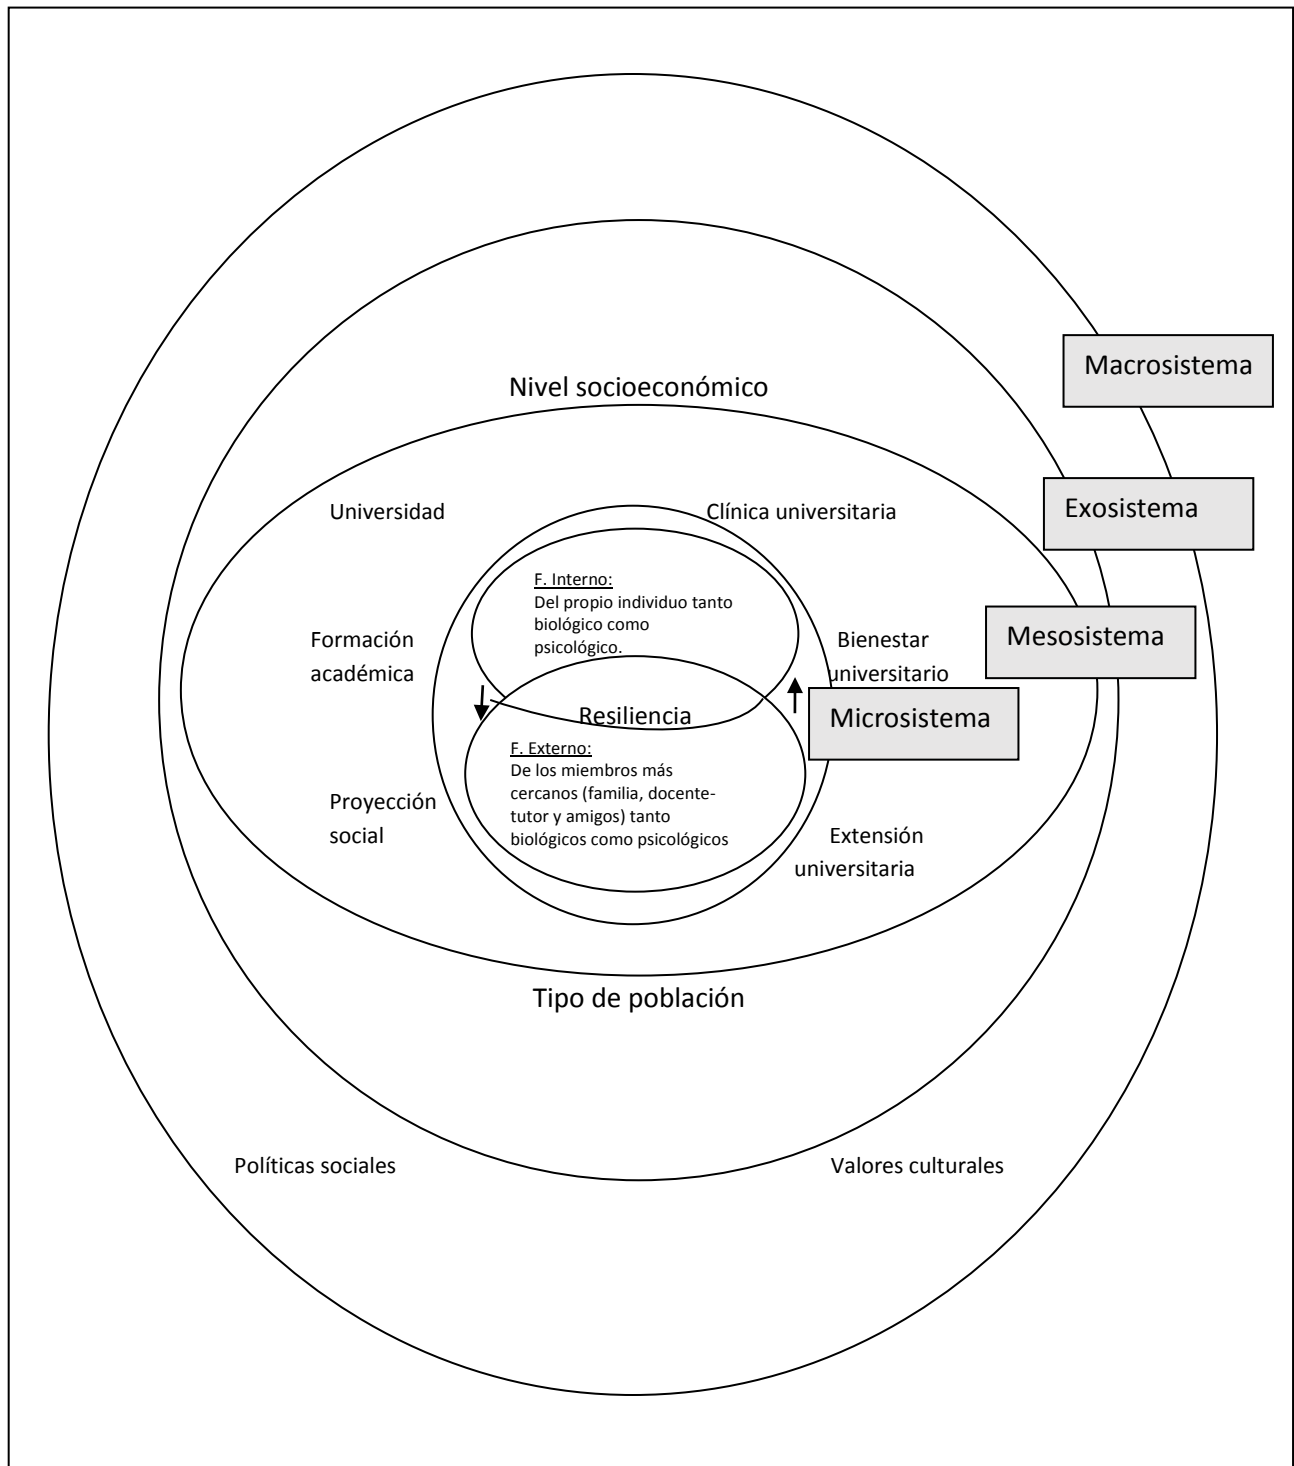 Macrosistema
Nivel socioeconómico
Exosistema
Universidad
Clínica universitaria
F. Interno:
Del propio individuo tanto
biológico como
psicológico.
Mesosistema
Formación
académica
Bienestar
universitario
Resiliencia
Microsistema
F. Externo:
De los miembros más
cercanos (familia, docente-
tutor y amigos) tanto
biológicos como psicológicos
Proyección
social
Extensión
universitaria
Tipo de población
Políticas sociales
Valores culturales